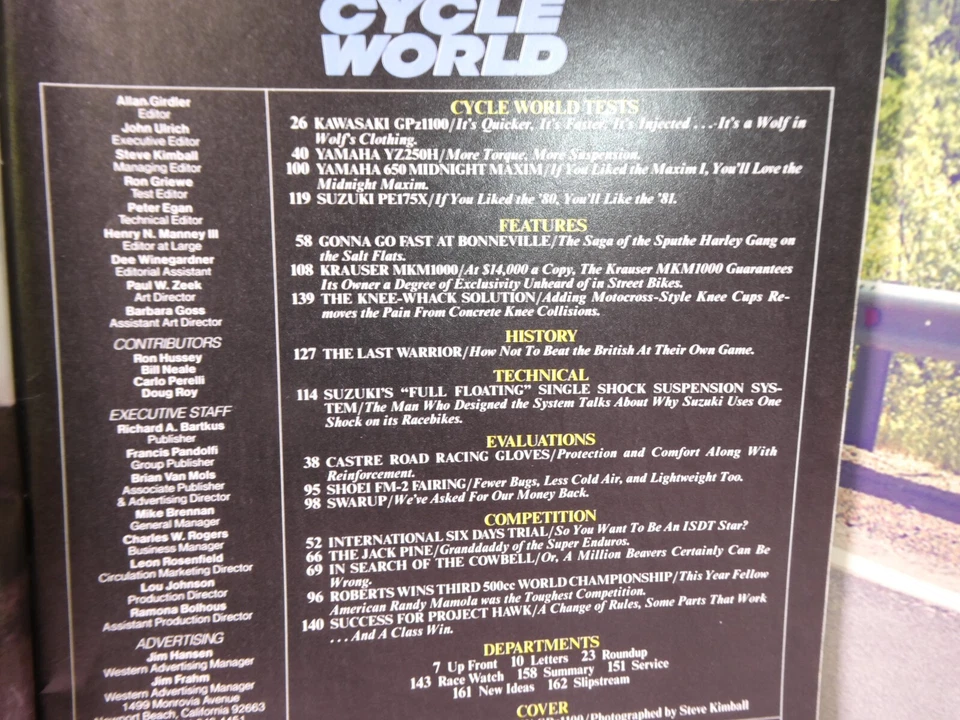 CYCLE
WORLD
Allan Girdler
Editor
John Ulrich
Executive Editor
Steve Kimball
Managing Editor
Ron Griewe
Test Editor
Peter Egan
Technical Editor
Henry N. Manney III
Editor at Large
Dee Winegardner
Editorial Assistant
Paul W. Zeek
Art Director
Barbara Goss
Assistant Art Director
CONTRIBUTORS
Ron Hussey
Bill Neale
Carlo Perelli
Doug Roy
EXECUTIVE STAFF
Richard A. Bartkus
Publisher
Francis Pandolfi
Group Publisher
Brian Van Mols
Associate Publisher
& Advertising Director
Mike Brennan
General Manager
Charles W. Rogers
Business Manager
Leon Rosenfield
Circulation Marketing Director
Lou Johnson
Production Director
Ramona Bolhous
Assistant Production Director
ADVERTISING
Jim Hansen
Western Advertising Manager
Jim Frahm
Western Advertising Manager
1499 Monrovia Avenue
Newport Beach, California 92663
CYCLE WORLD TESTS
26 KAWASAKI GPz1100/It's Quicker, It's Faster, It's Injected . . . It's a Wolf in
Wolf's Clothing.
40 YAMAHA YZ250H/More Torque, More Suspension.
100 YAMAHA 650 MIDNIGHT MAXIM/If You Liked the Maxim I, You'll Love the
Midnight Maxim.
119 SUZUKI PE175X/If You Liked the '80, You'll Like the '81.
FEATURES
58 GONNA GO FAST AT BONNEVILLE/The Saga of the Sputhe Harley Gang on
the Salt Flats.
108 KRAUSER MKM1000/At $14,000 a Copy, The Krauser MKM1000 Guarantees
Its Owner a Degree of Exclusivity Unheard of in Street Bikes.
139 THE KNEE-WHACK SOLUTION/Adding Motocross-Style Knee Cups Re-
moves the Pain From Concrete Knee Collisions.
HISTORY
127 THE LAST WARRIOR/How Not To Beat the British At Their Own Game.
TECHNICAL
114 SUZUKI'S “FULL FLOATING” SINGLE SHOCK SUSPENSION SYS-
TEM/The Man Who Designed the System Talks About Why Suzuki Uses One
Shock on its Racebikes.
EVALUATIONS
38 CASTRE ROAD RACING GLOVES/Protection and Comfort Along With
Reinforcement.
95 SHOEI FM-2 FAIRING/Fewer Bugs, Less Cold Air, and Lightweight Too.
98 SWARUP/We've Asked For Our Money Back.
COMPETITION
52 INTERNATIONAL SIX DAYS TRIAL/So You Want To Be An ISDT Star?
66 THE JACK PINE/Granddaddy of the Super Enduros.
69 IN SEARCH OF THE COWBELL/Or, A Million Beavers Certainly Can Be
Wrong.
96 ROBERTS WINS THIRD 500cc WORLD CHAMPIONSHIP/This Year Fellow
American Randy Mamola was the Toughest Competition.
140 SUCCESS FOR PROJECT HAWK/A Change of Rules, Some Parts That Work
. . . And A Class Win.
DEPARTMENTS
7 Up Front 10 Letters 23 Roundup
143 Race Watch 158 Summary 151 Service
161 New Ideas 162 Slipstream
COVER
1100/Photographed by Steve Kimball